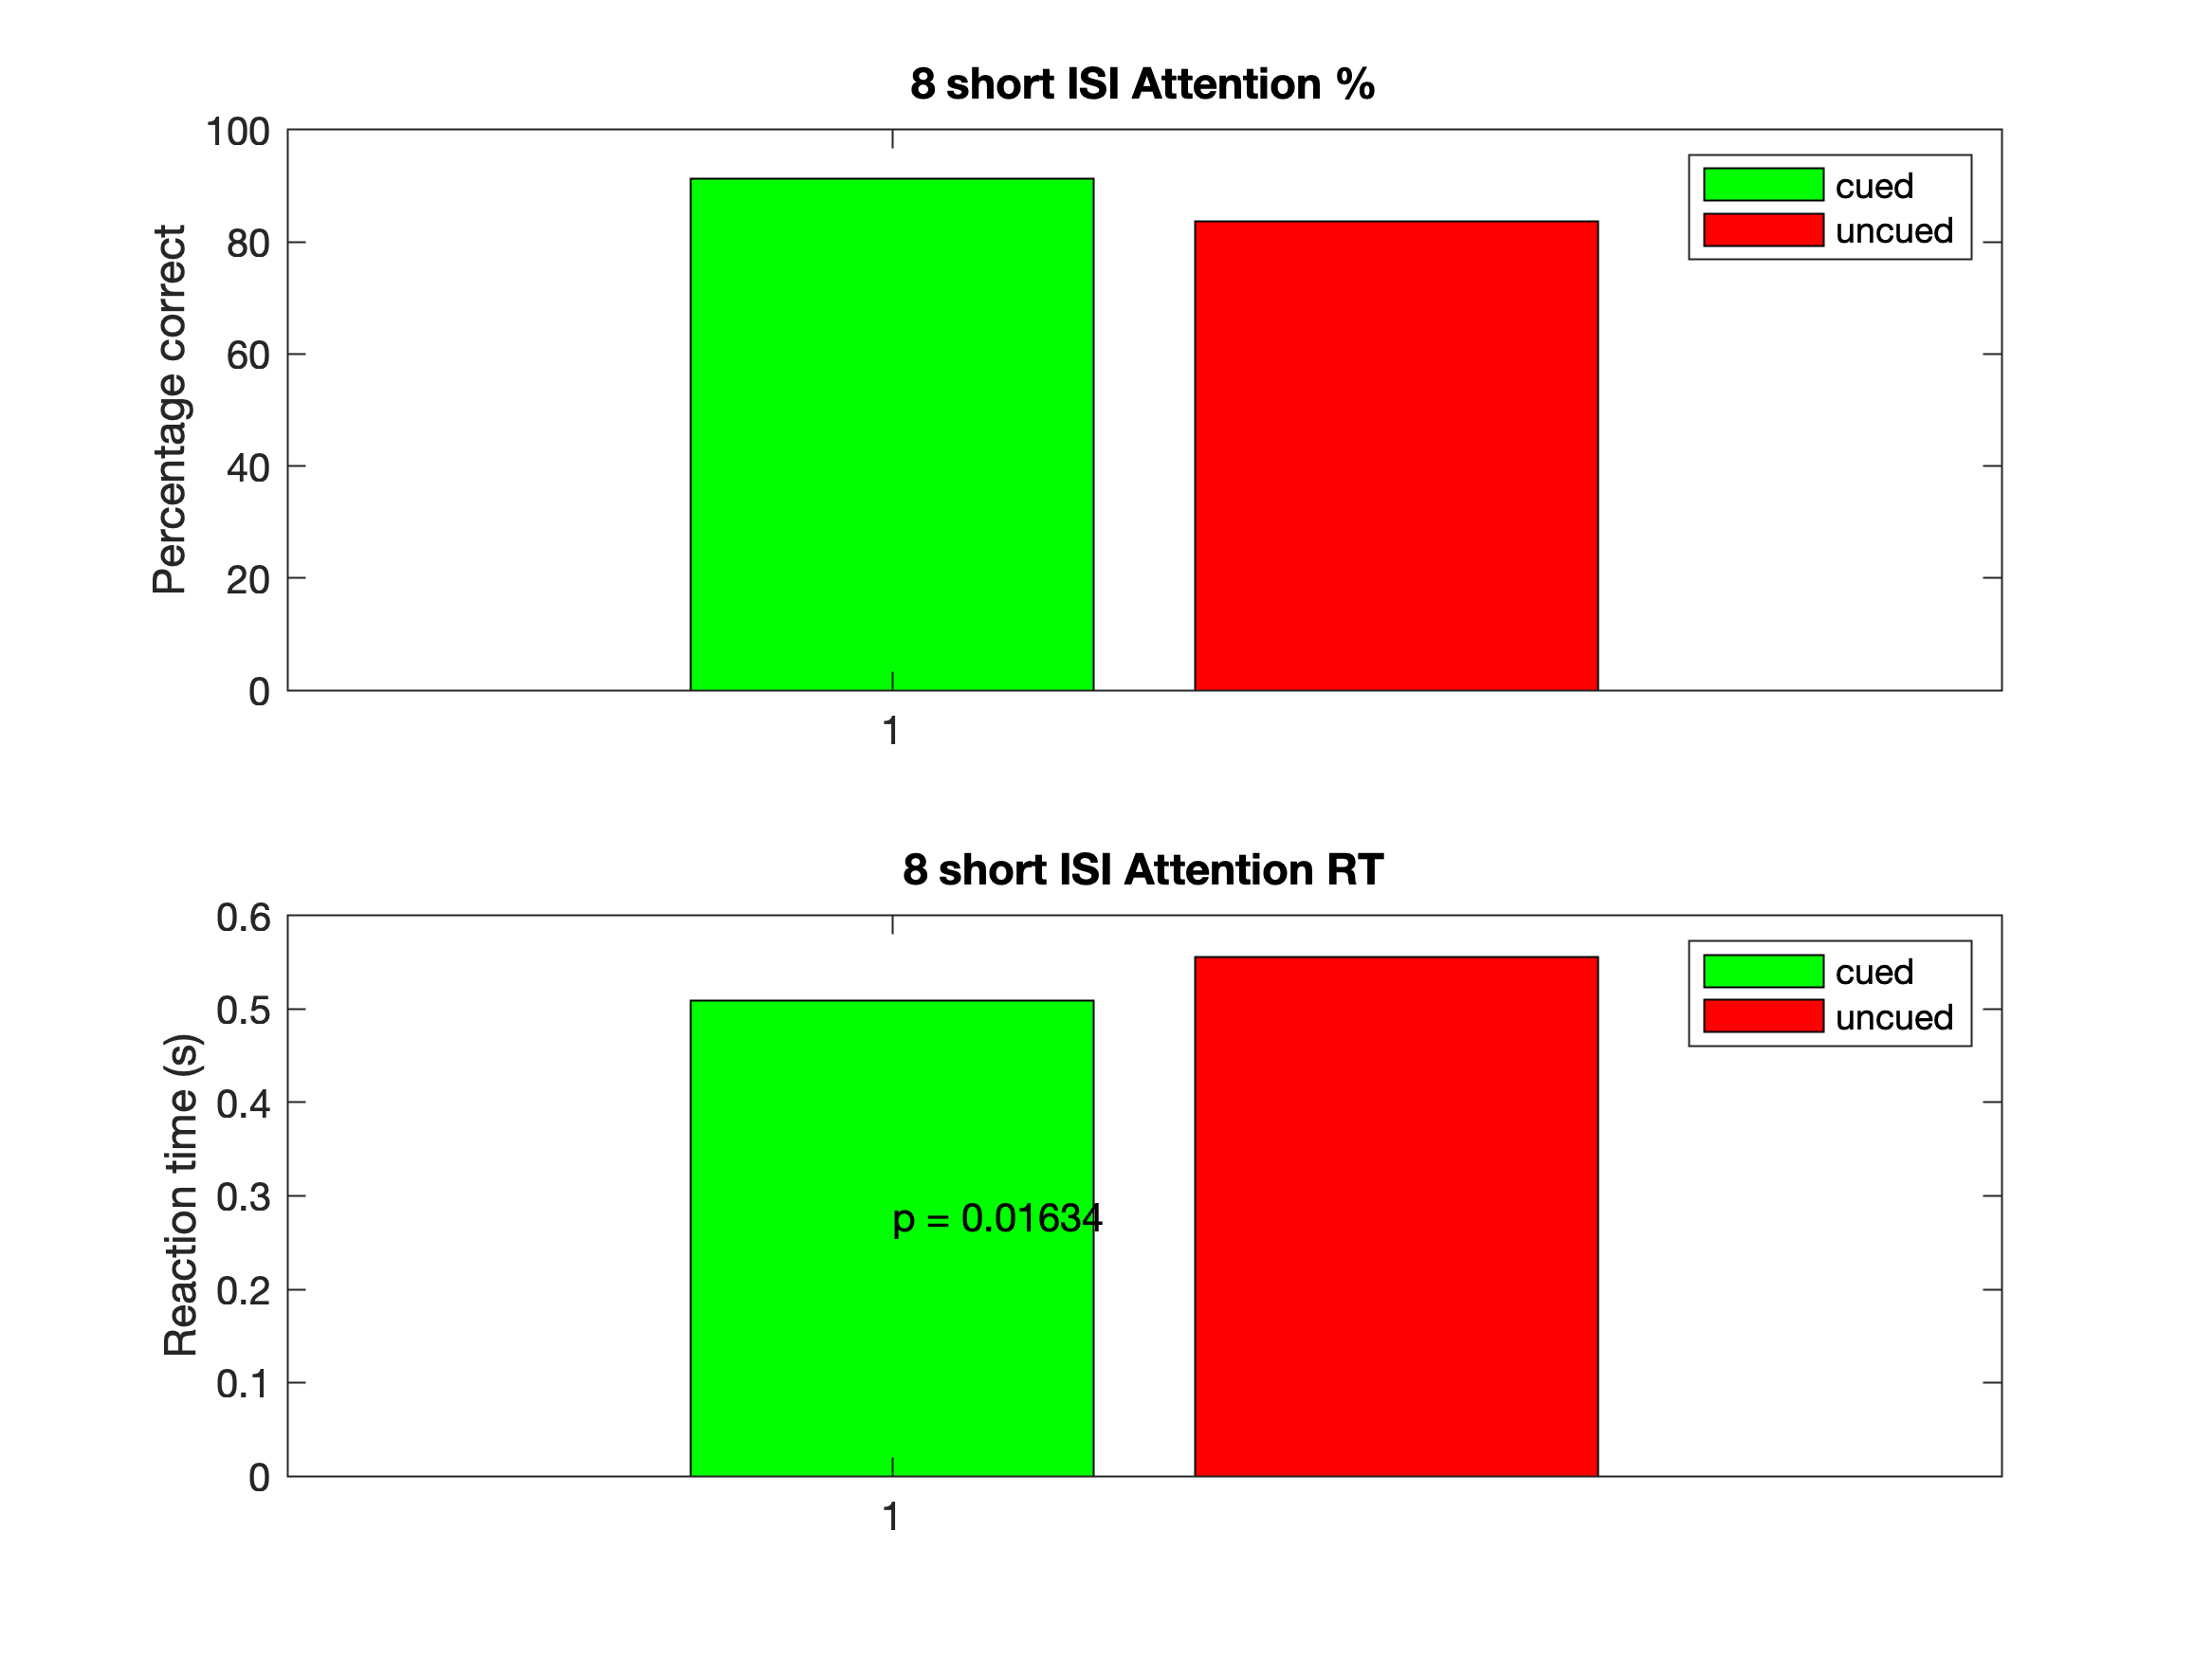 8 short ISI Attention %
100
80
60
40
20
0
Percentage correct
cued
uncued
1
8 short ISI Attention RT
0.6
0.5
0.4
0.3
0.2
0.1
0
Reaction time (s)
cued
uncued
p = 0.01634
1